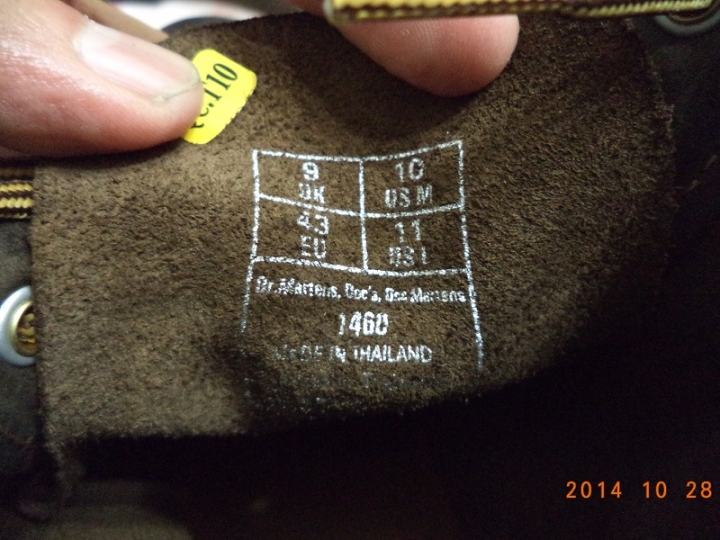 C.110
9 10
UK US M
43 11
EU US L
Dr.Martens, Doc's, Doc Martens
1460
MADE IN THAILAND
2014 10 28